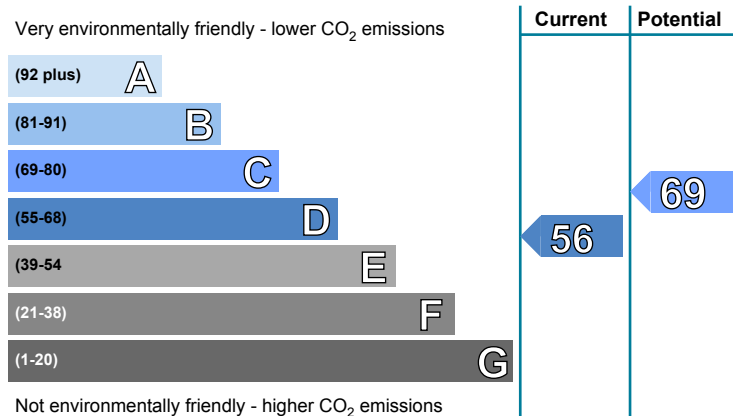 Current Potential
Very environmentally friendly - lower CO₂ emissions
(92 plus) A
(81-91) B
(69-80) C
69
(55-68) D
56
(39-54 E
(21-38) F
(1-20) G
Not environmentally friendly - higher CO₂ emissions